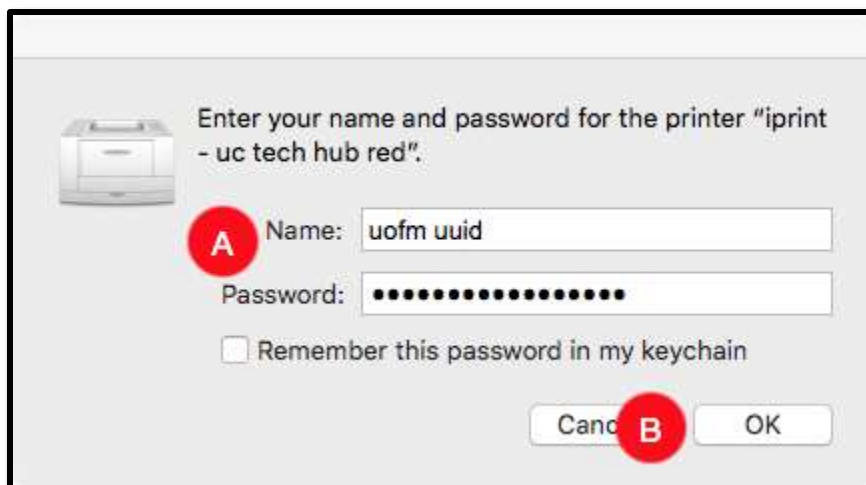 Enter your name and password for the printer “iprint
- uc tech hub red”.
A Name: uofm uuid
Password: •••••••••••••••••
Remember this password in my keychain
B OK